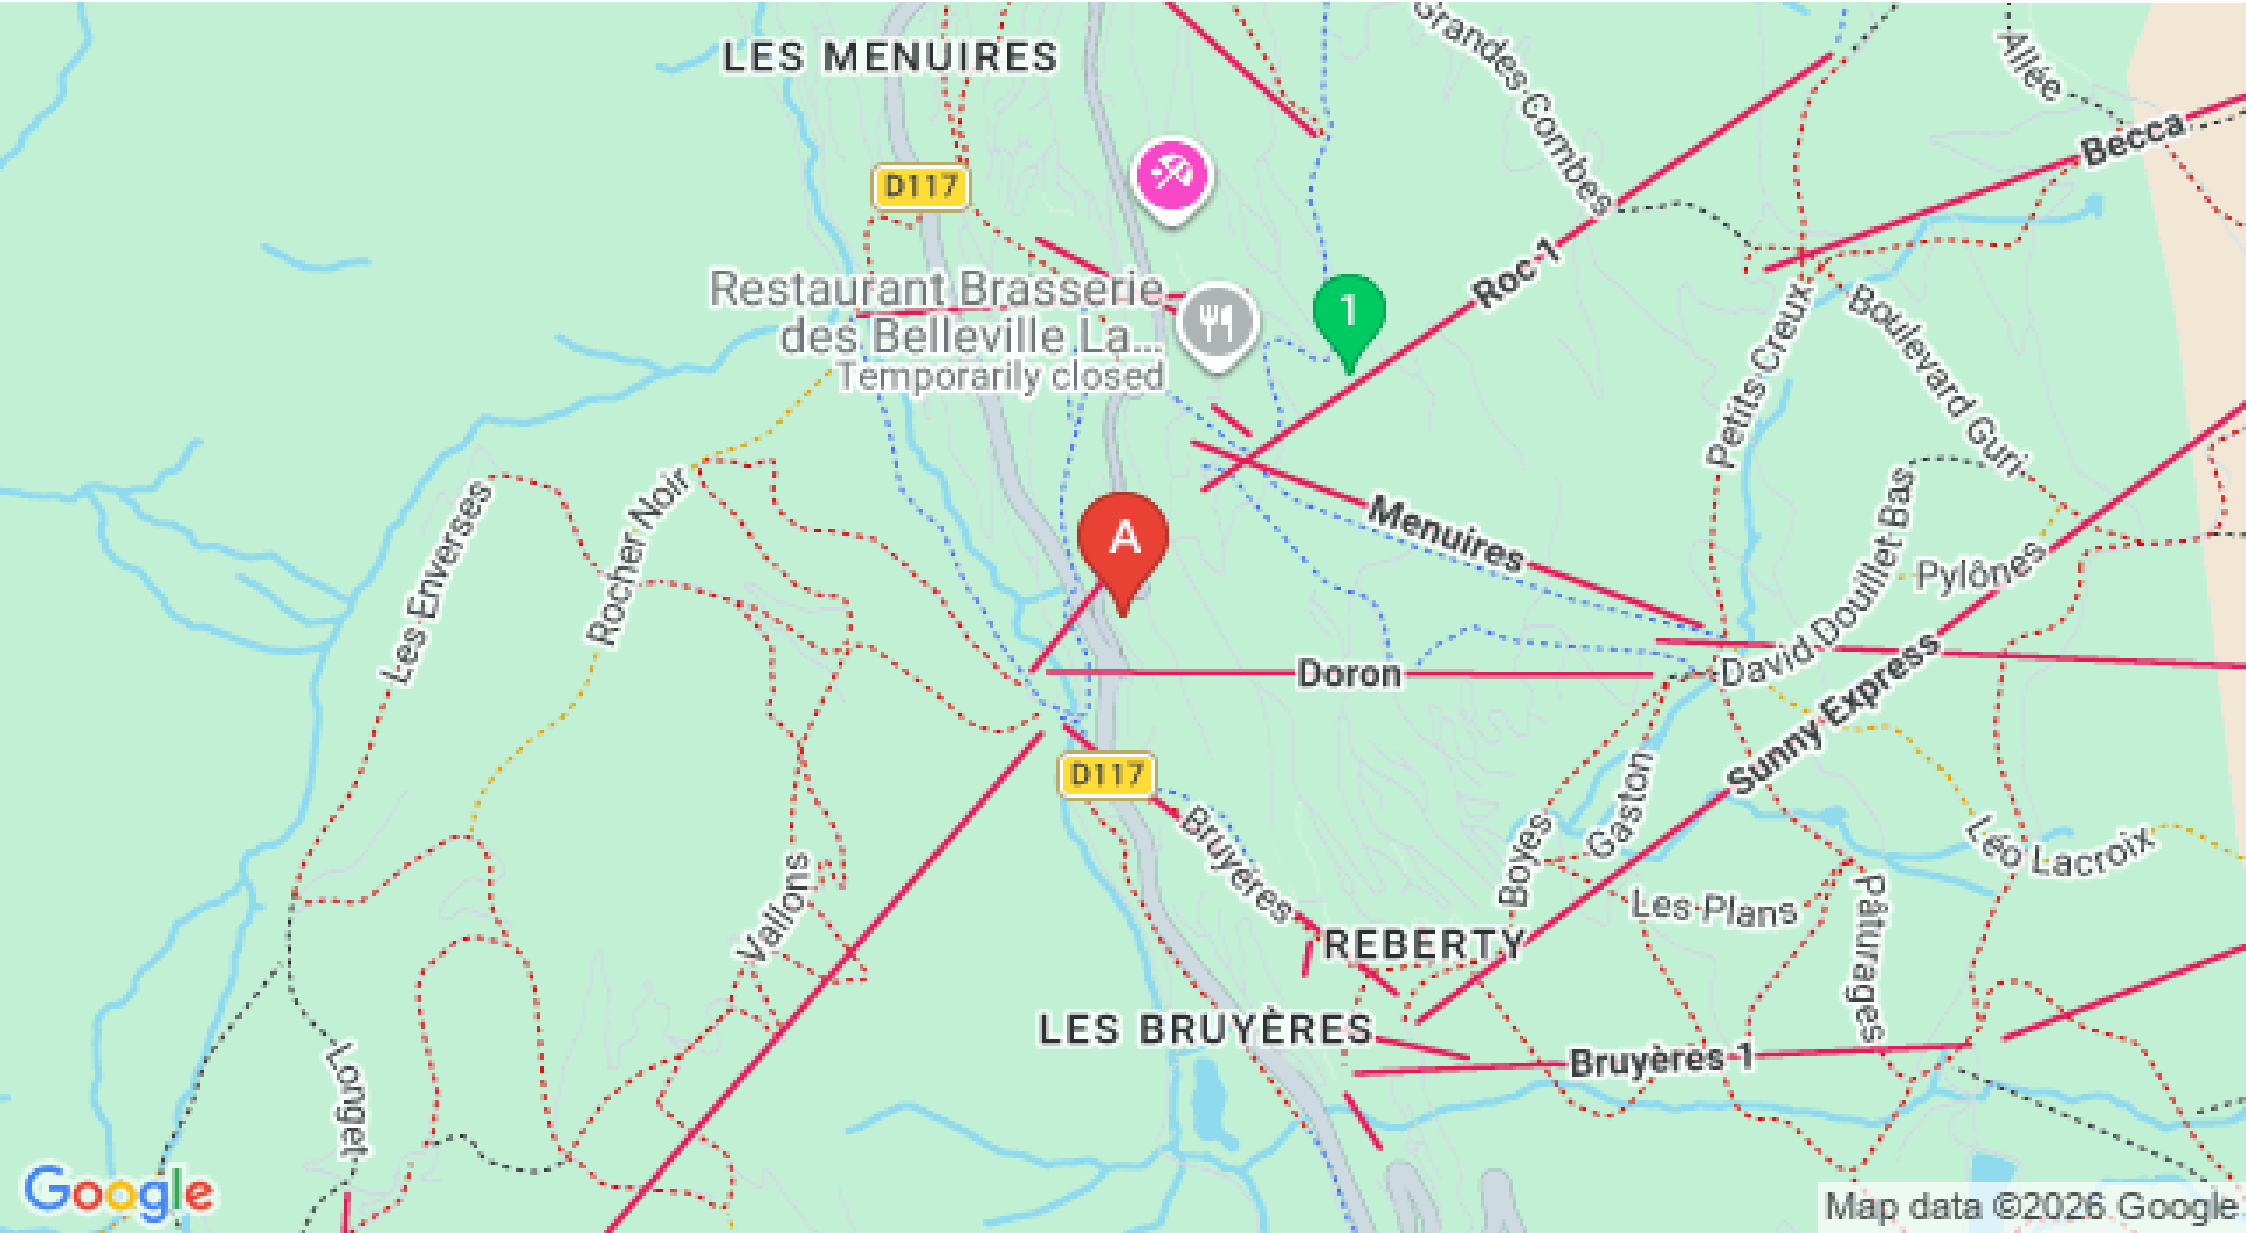 LES MENUIRES
Grandes Combes
Allée
Becca
D117
Roc 1
Restaurant Brasserie
des Belleville La...
Temporarily closed
1
Petits Creux
Boulevard Guri
Les Enverses
Rocher Noir
A
Menuires
David Douillet Bas
Pylônes
Doron
Sunny Express
D117
Bruyères
Gaston
Boyes
Léo Lacroix
Vallons
Les Plans
Pâturages
REBERTY
LES BRUYÈRES
Bruyères 1
Longet
Google
Map data ©2026 Google